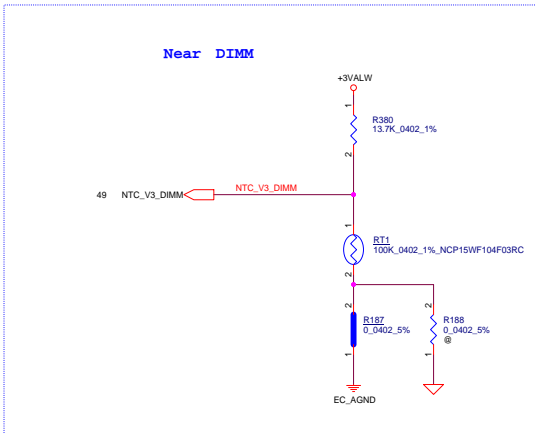 Near DIMM
+3VALW
1
R380
13.7K_0402_1%
2
49 NTC_V3_DIMM NTC_V3_DIMM
1
RT1
100K_0402_1%_NCP15WF104F03RC
2
2 2
R187 R188
0_0402_5% 0_0402_5%
@
1 1
EC_AGND